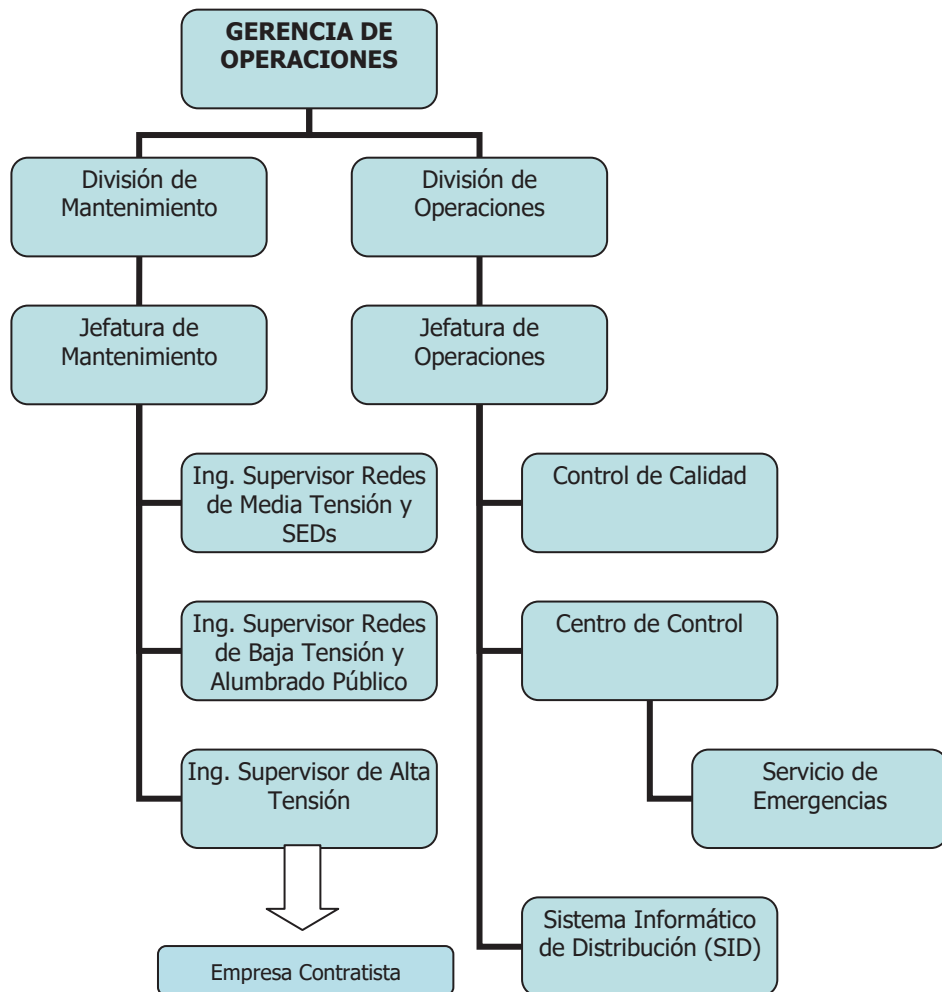 GERENCIA DE
OPERACIONES
División de
Mantenimiento
División de
Operaciones
Jefatura de
Mantenimiento
Jefatura de
Operaciones
Ing. Supervisor Redes
de Media Tensión y
SEDs
Control de Calidad
Ing. Supervisor Redes
de Baja Tensión y
Alumbrado Público
Centro de Control
Ing. Supervisor de Alta
Tensión
Servicio de
Emergencias
Sistema Informático
de Distribución (SID)
Empresa Contratista